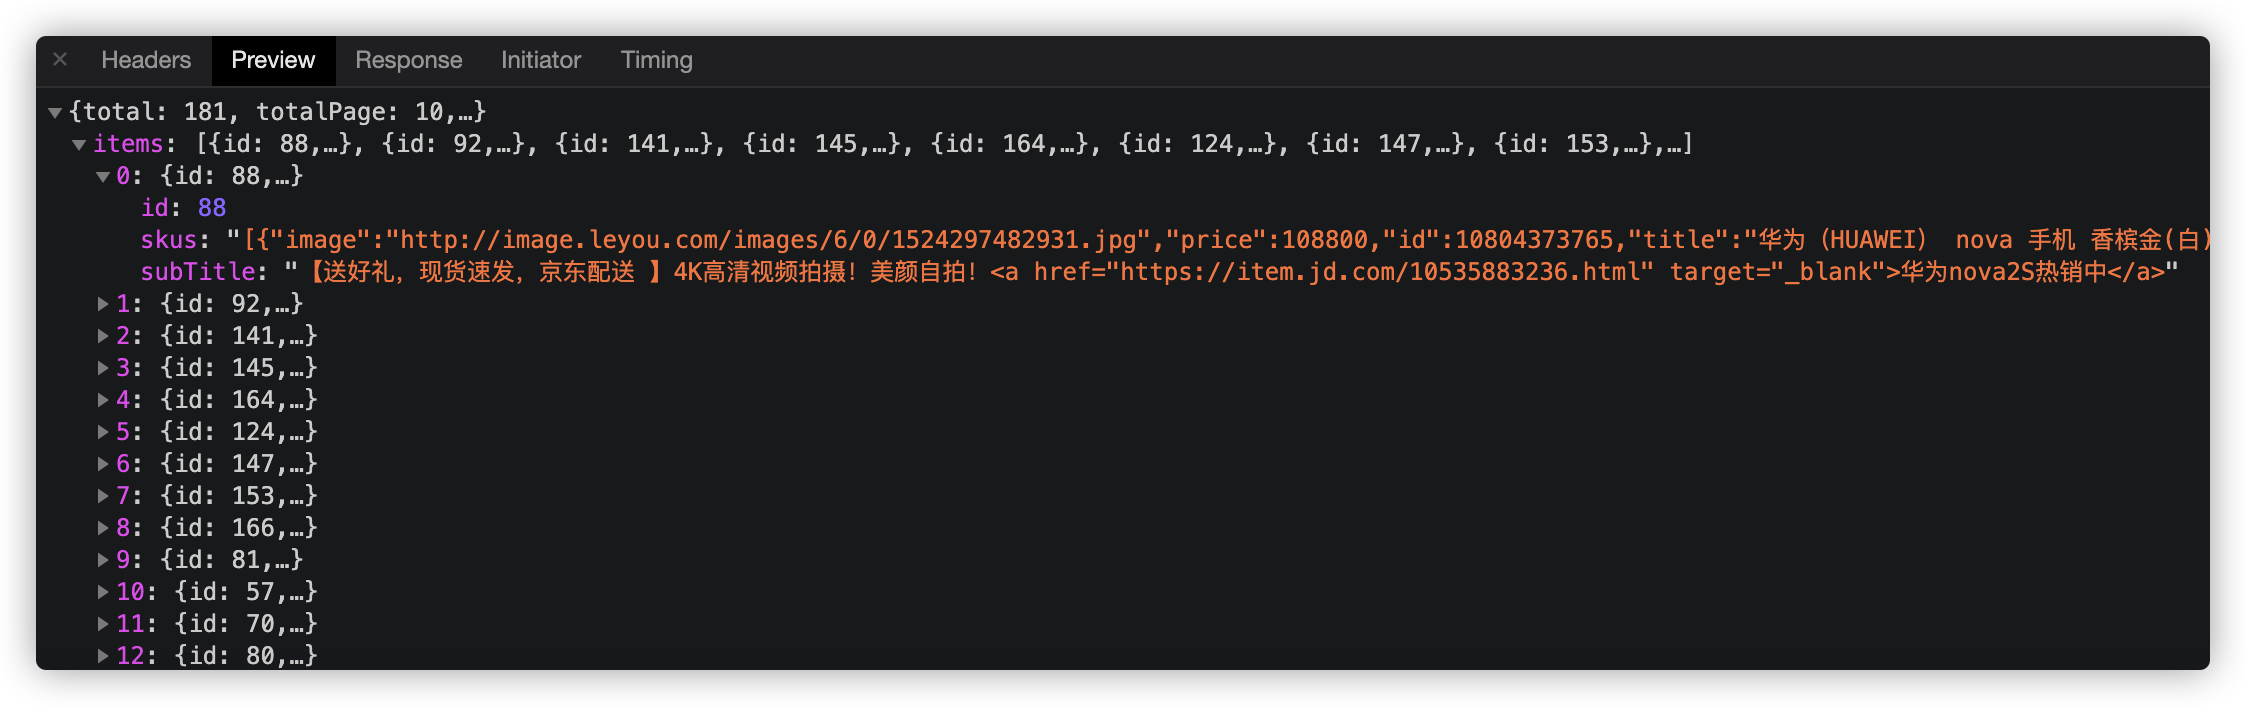 × Headers Preview Response Initiator Timing
▼{total: 181, totalPage: 10,…}
▼items: [{id: 88,…}, {id: 92,…}, {id: 141,…}, {id: 145,…}, {id: 164,…}, {id: 124,…}, {id: 147,…}, {id: 153,…},…]
▼0: {id: 88,…}
id: 88
skus: "[{"image":"http://image.leyou.com/images/6/0/1524297482931.jpg","price":108800,"id":10804373765,"title":"华为（HUAWEI） nova 手机 香槟金(白)
subTitle: "【送好礼，现货速发，京东配送 】4K高清视频拍摄！美颜自拍！<a href="https://item.jd.com/10535883236.html" target="_blank">华为nova2S热销中</a>"
▶1: {id: 92,…}
▶2: {id: 141,…}
▶3: {id: 145,…}
▶4: {id: 164,…}
▶5: {id: 124,…}
▶6: {id: 147,…}
▶7: {id: 153,…}
▶8: {id: 166,…}
▶9: {id: 81,…}
▶10: {id: 57,…}
▶11: {id: 70,…}
▶12: {id: 80,…}